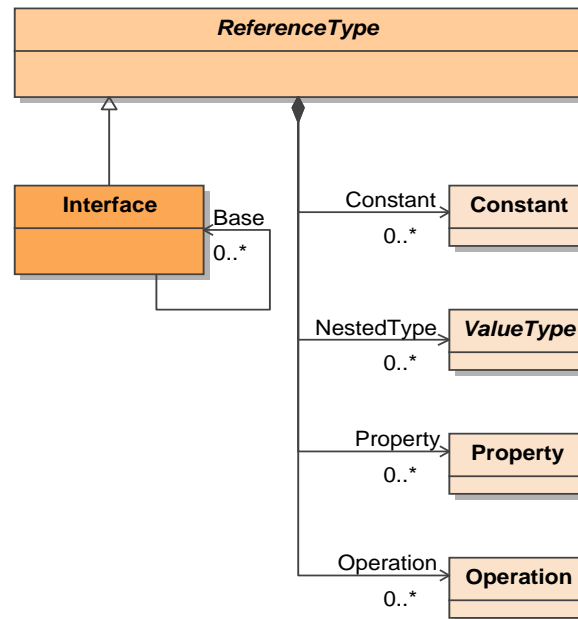 ReferenceType
Interface
Base
0..*
Constant
0..*
Constant
NestedType
0..*
ValueType
Property
0..*
Property
Operation
0..*
Operation